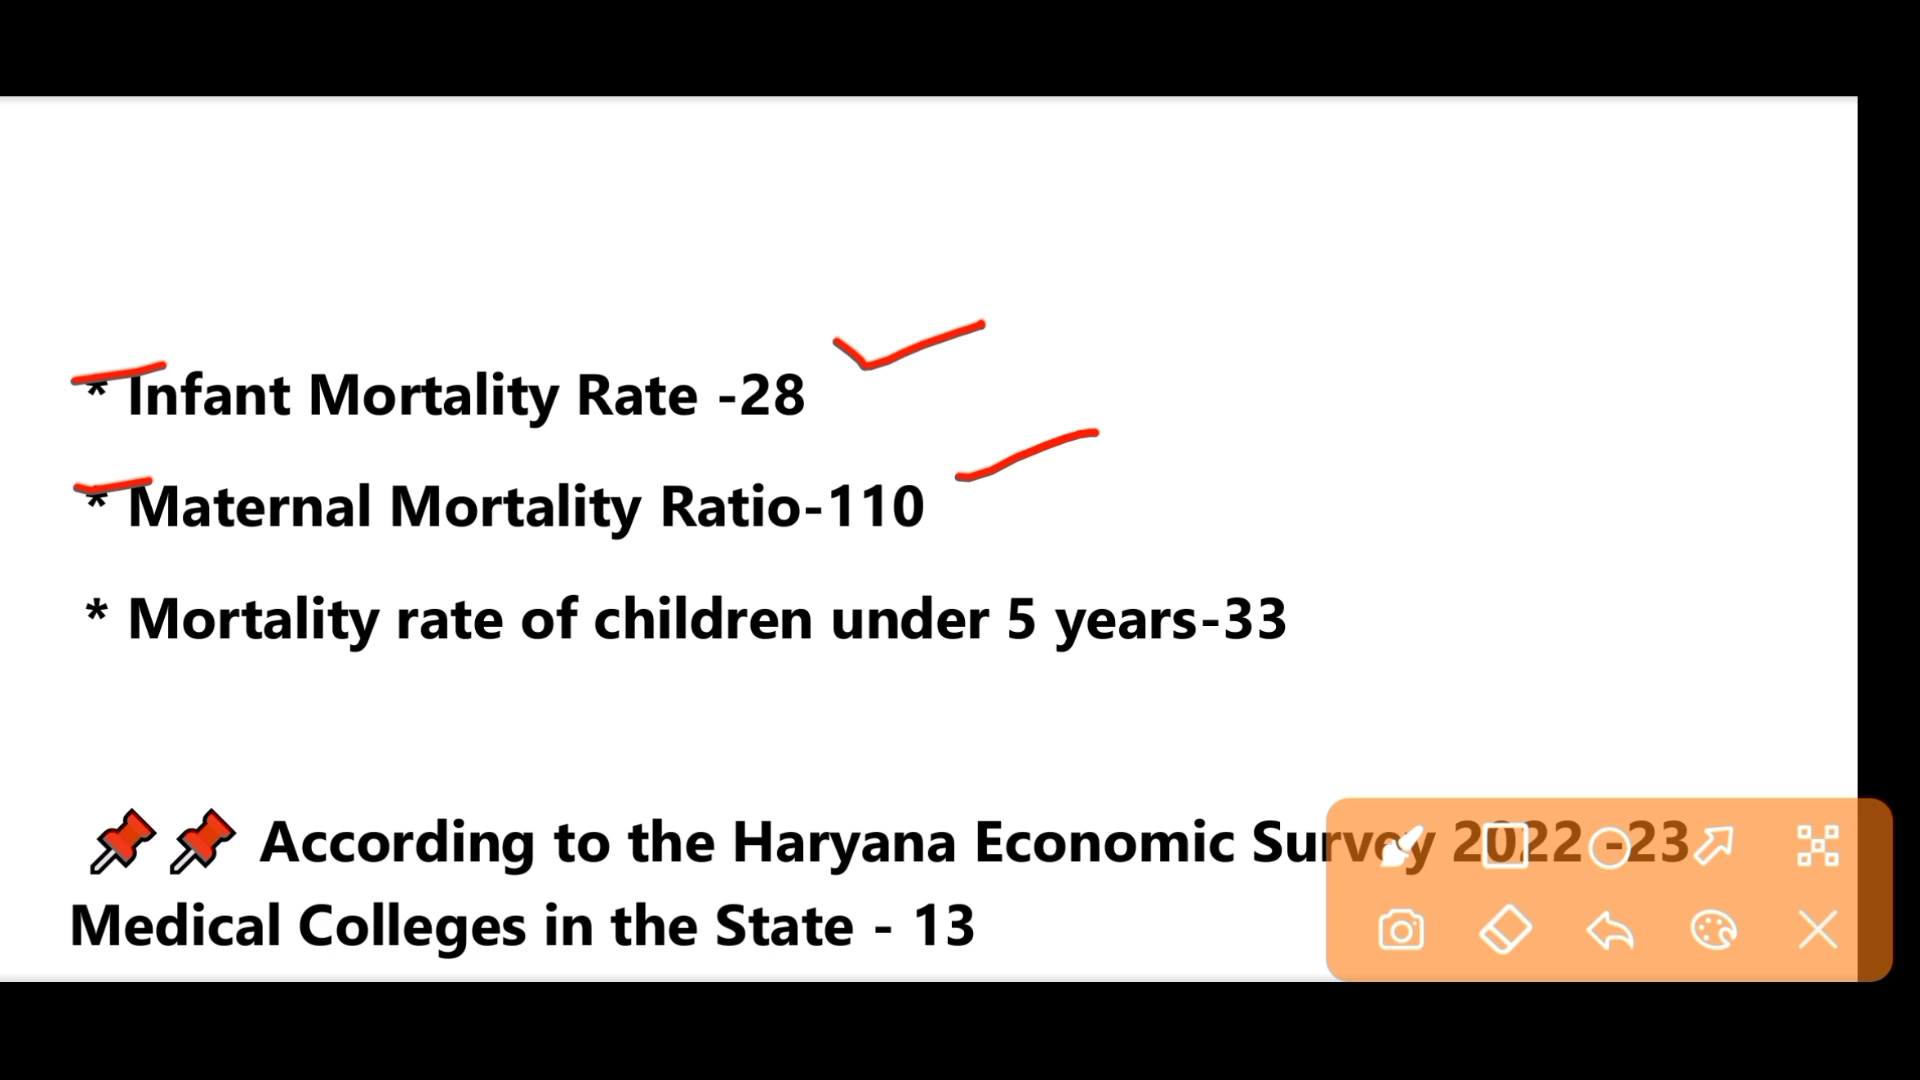 * Infant Mortality Rate -28
* Maternal Mortality Ratio-110
* Mortality rate of children under 5 years-33
📌📌 According to the Haryana Economic Survey 2022 -23
Medical Colleges in the State - 13